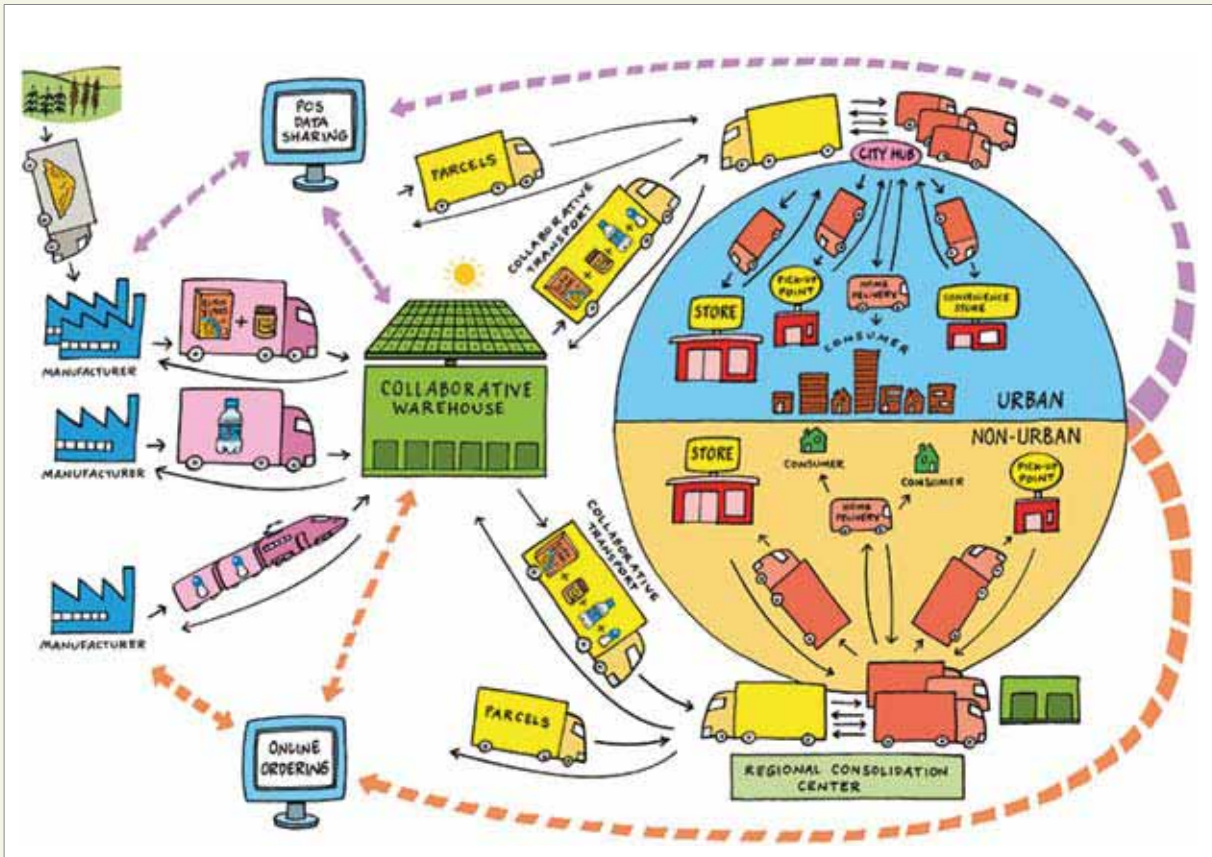 POS
DATA
SHARING
PARCELS
COLLABORATIVE
TRANSPORT
CITY HUB
MANUFACTURER
COLLABORATIVE
WAREHOUSE
MANUFACTURER
MANUFACTURER
STORE
PICK-UP
POINT
HOME
DELIVERY
CONVENIENCE
STORE
CONSUMER
URBAN
NON-URBAN
STORE
CONSUMER
CONSUMER
PICK-UP
POINT
HOME
DELIVERY
COLLABORATIVE
TRANSPORT
PARCELS
ONLINE
ORDERING
REGIONAL CONSOLIDATION
CENTER